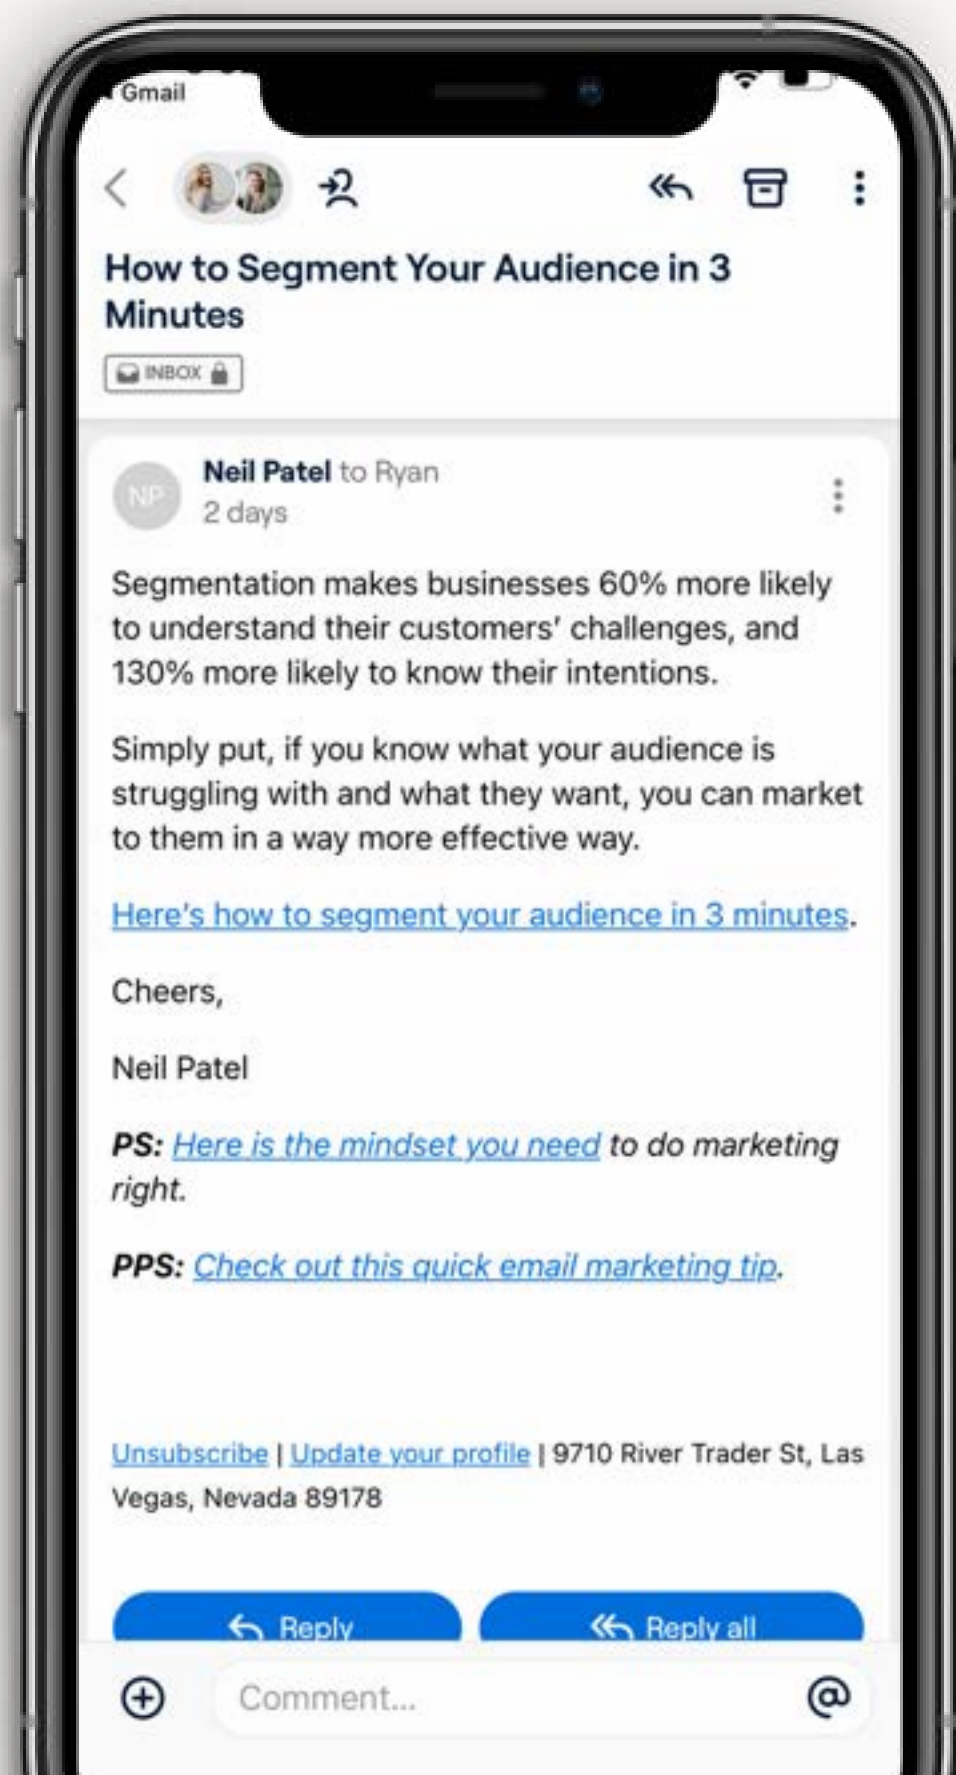 Gmail
How to Segment Your Audience in 3
Minutes
INBOX
NP
Neil Patel to Ryan
2 days
Segmentation makes businesses 60% more likely
to understand their customers' challenges, and
130% more likely to know their intentions.
Simply put, if you know what your audience is
struggling with and what they want, you can market
to them in a way more effective way.
Here's how to segment your audience in 3 minutes.
Cheers,
Neil Patel
PS: Here is the mindset you need to do marketing
right.
PPS: Check out this quick email marketing tip.
Unsubscribe | Update your profile | 9710 River Trader St, Las
Vegas, Nevada 89178
Reply Reply all
Comment... @